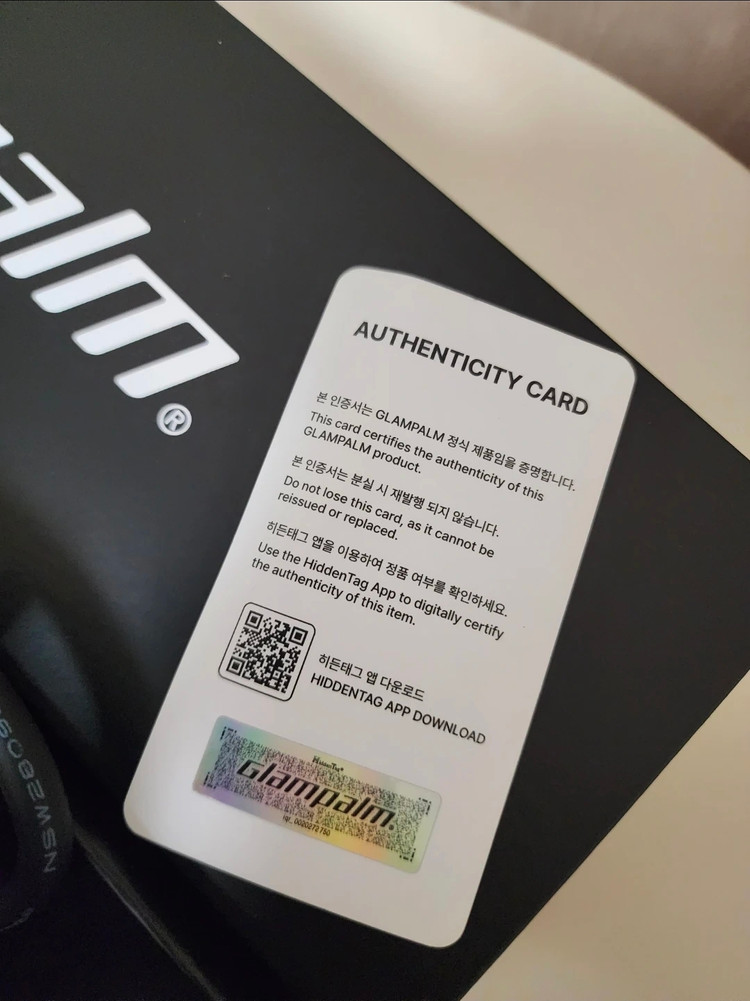 alm®
AUTHENTICITY CARD
본 인증서는 GLAMPALM 정식 제품임을 증명합니다.
This card certifies the authenticity of this
GLAMPALM product.
본 인증서는 분실 시 재발행 되지 않습니다.
Do not lose this card, as it cannot be
reissued or replaced.
히든태그 앱을 이용하여 정품 여부를 확인하세요.
Use the HiddenTag App to digitally certify
the authenticity of this item.
히든태그 앱 다운로드
HIDDENTAG APP DOWNLOAD
HiddenTag®
Glampalm.